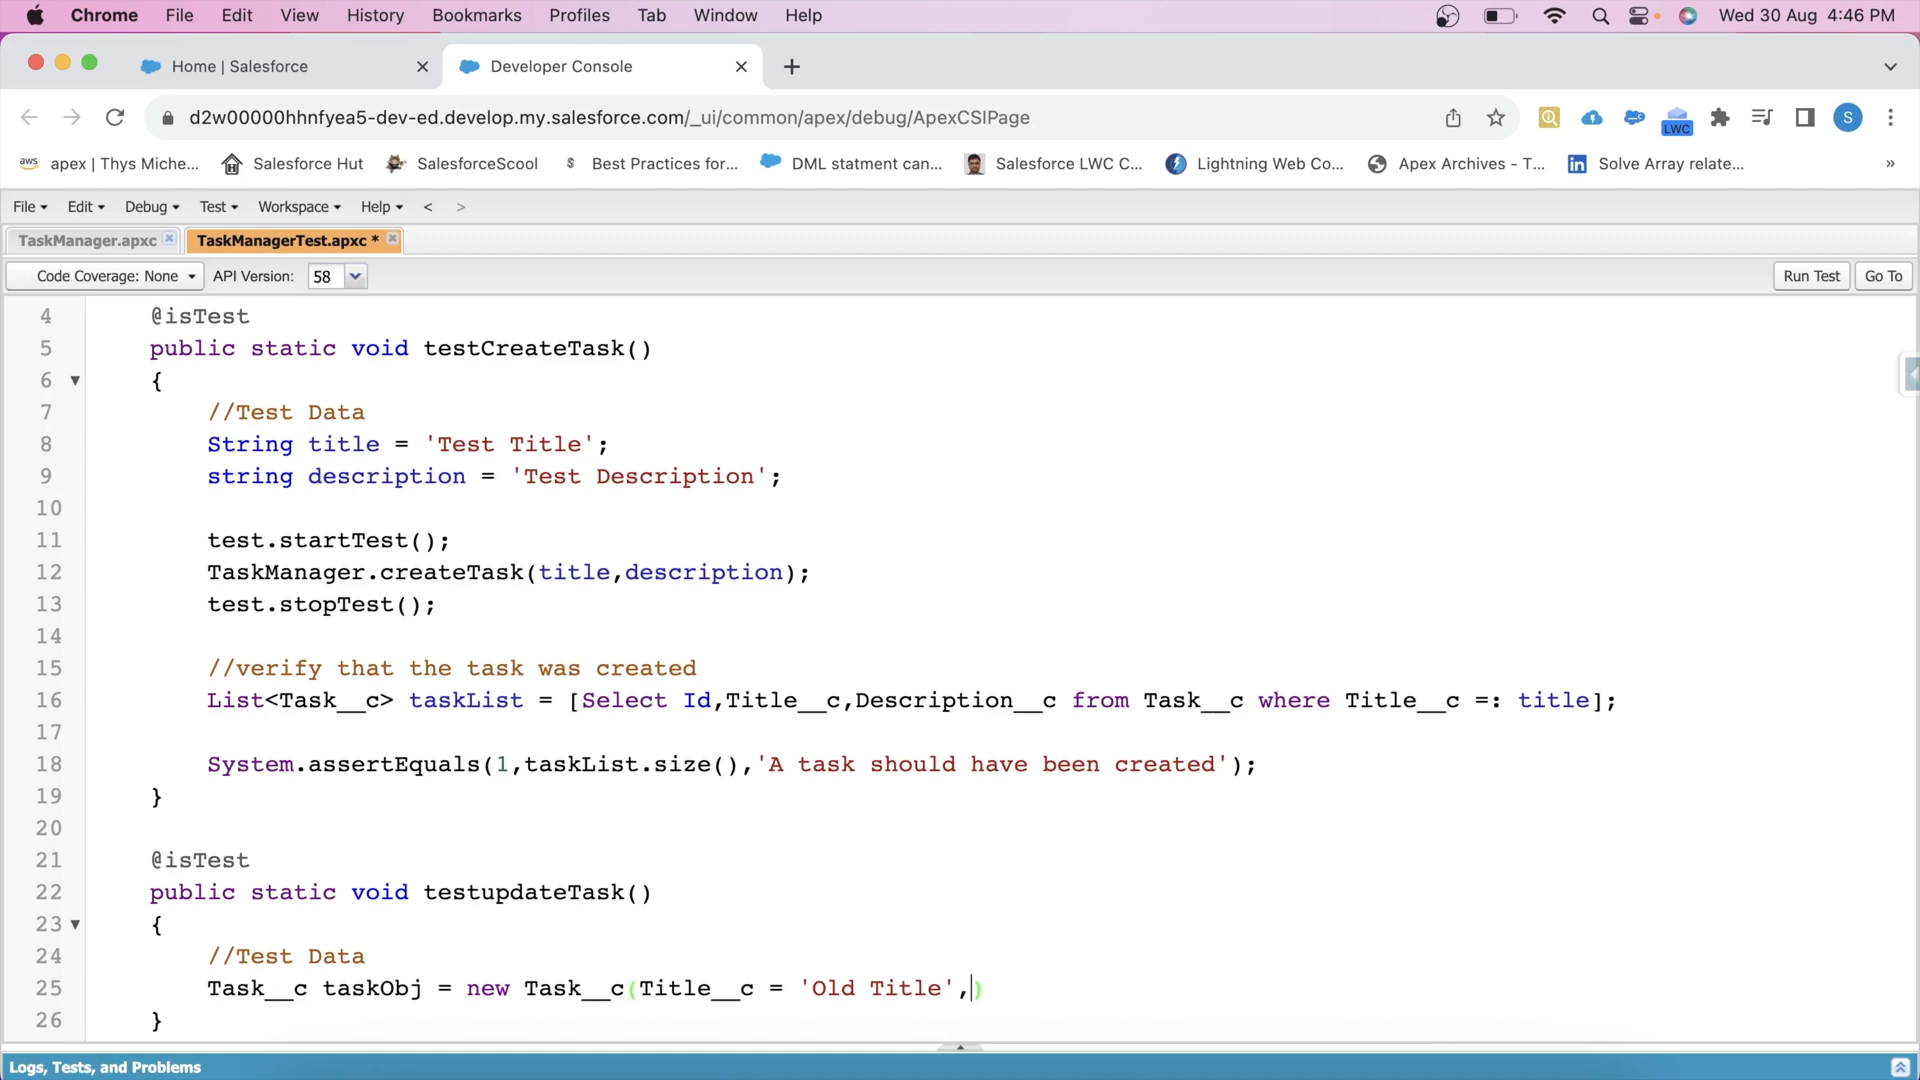 Chrome File Edit View History Bookmarks Profiles Tab Window Help Wed 30 Aug 4:46 PM
Home | Salesforce Developer Console
d2w00000hhnfyea5-dev-ed.develop.my.salesforce.com/_ui/common/apex/debug/ApexCSIPage LWC S
aws apex | Thys Miche... Salesforce Hut SalesforceScool S Best Practices for... DML statment can... Salesforce LWC C... Lightning Web Co... Apex Archives - T... in Solve Array relate... »
File Edit Debug Test Workspace Help < >
TaskManager.apxc TaskManagerTest.apxc *
Code Coverage: None API Version: 58 Run Test Go To
4 @isTest
5 public static void testCreateTask()
6 {
7 //Test Data
8 String title = 'Test Title';
9 string description = 'Test Description';
10
11 test.startTest();
12 TaskManager.createTask(title,description);
13 test.stopTest();
14
15 //verify that the task was created
16 List<Task__c> taskList = [Select Id,Title__c,Description__c from Task__c where Title__c =: title];
17
18 System.assertEquals(1,taskList.size(),'A task should have been created');
19 }
20
21 @isTest
22 public static void testupdateTask()
23 {
24 //Test Data
25 Task__c taskObj = new Task__c(Title__c = 'Old Title',)
26 }
Logs, Tests, and Problems